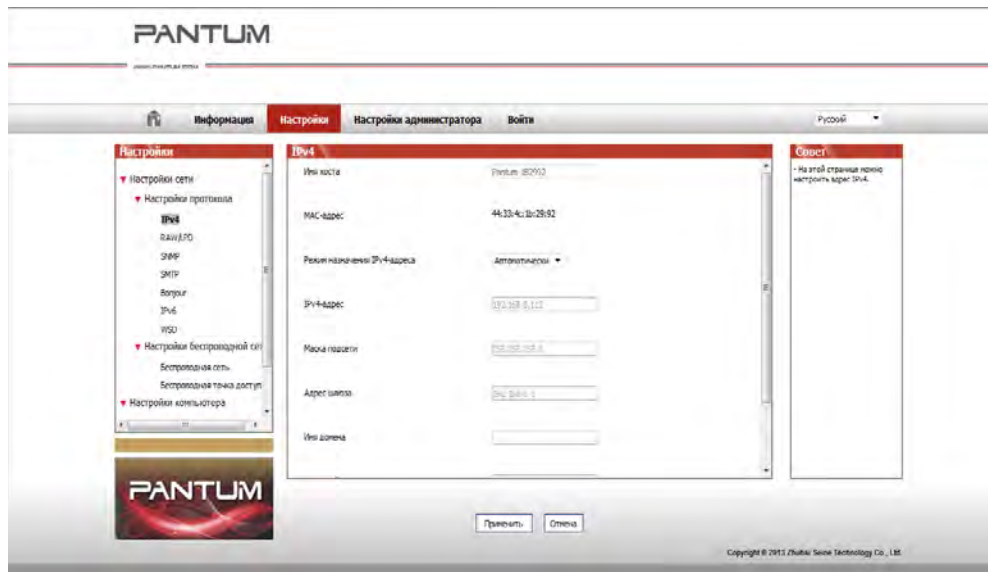 PANTUM
Информация Настройки Настройки администратора Войти Русский
Настройки
Настройки сети
Настройки протокола
IPv4
RAW/LPD
SNMP
SMTP
Bonjour
IPv6
WSD
Настройки беспроводной сет
Беспроводная сеть
Беспроводная точка доступ
Настройки компьютера
PANTUM
IPv4
Имя хоста
MAC-адрес 44:33:4c:1b:29:92
Режим назначения IPv4-адреса Автоматически
IPv4-адрес
Маска подсети
Адрес шлюза
Имя домена
Применить Отмена
Совет
- На этой странице можно
настроить адрес IPv4.
Copyright © 2013 Zhuhai Seine Technology Co., Ltd.